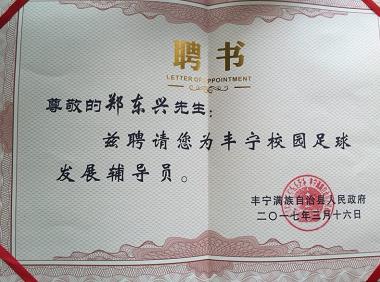 聘书
LETTER OF APPOINTMENT
尊敬的郑东兴先生：
兹聘请您为丰宁校园足球
发展辅导员。
丰宁满族自治县人民政府
二〇一七年三月十六日